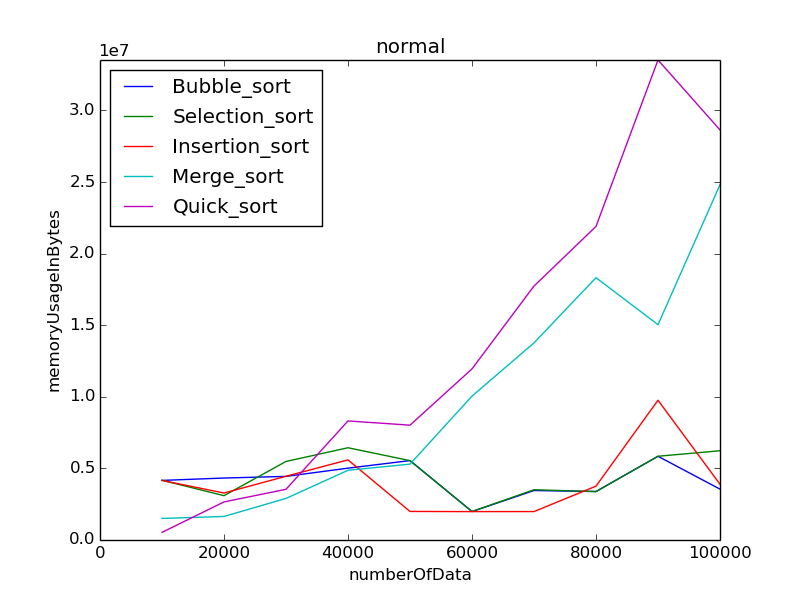 normal
1e7
Bubble_sort
Selection_sort
Insertion_sort
Merge_sort
Quick_sort
3.0
2.5
2.0
1.5
1.0
0.5
0.0
memoryUsageInBytes
0 20000 40000 60000 80000 100000
numberOfData